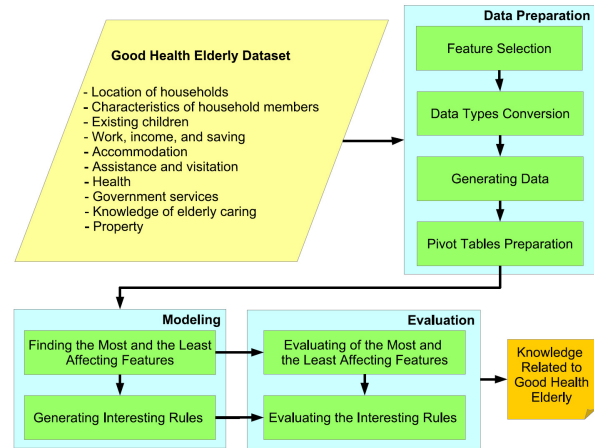 Good Health Elderly Dataset
- Location of households
- Characteristics of household members
- Existing children
- Work, income, and saving
- Accommodation
- Assistance and visitation
- Health
- Government services
- Knowledge of elderly caring
- Property
Data Preparation
Feature Selection
Data Types Conversion
Generating Data
Pivot Tables Preparation
Modeling
Finding the Most and the Least
Affecting Features
Generating Interesting Rules
Evaluation
Evaluating of the Most and
the Least Affecting Features
Evaluating the Interesting Rules
Knowledge
Related to
Good Health
Elderly